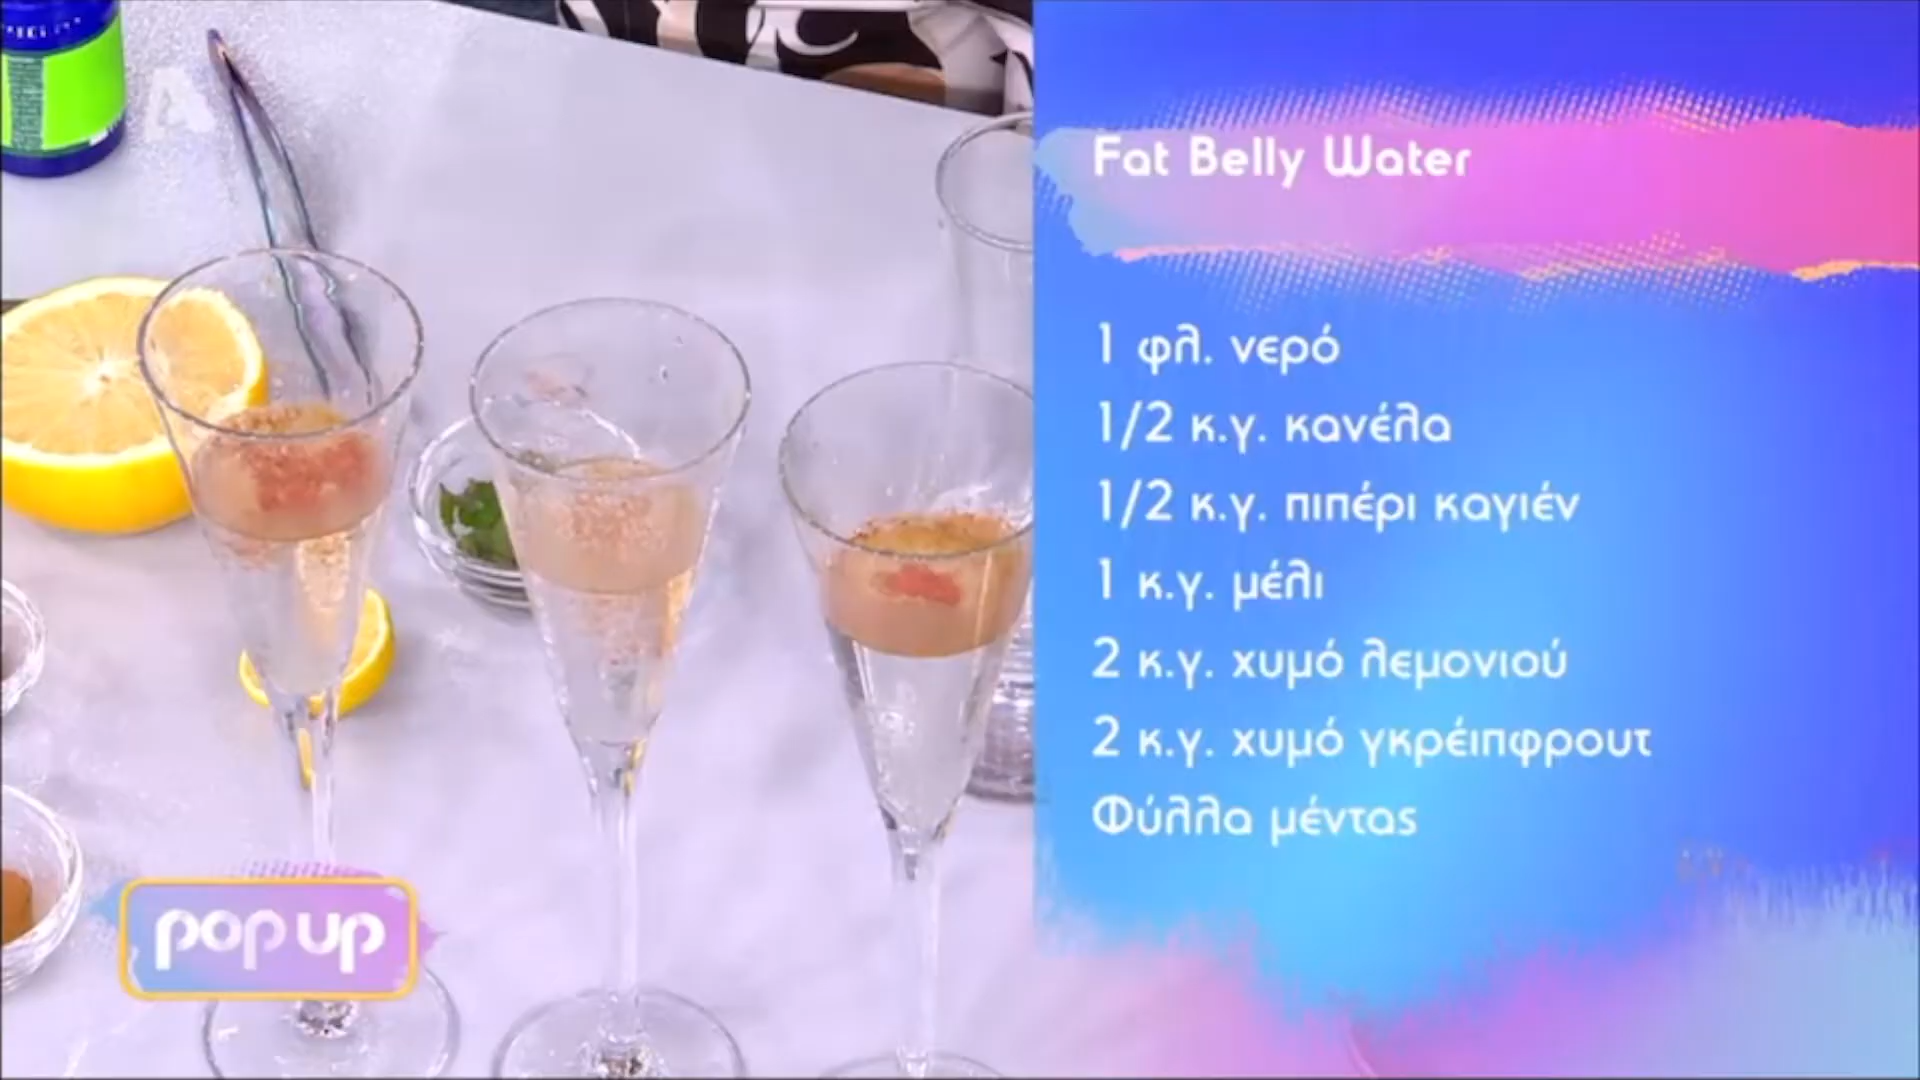 Fat Belly Water
1 φλ. νερό
1/2 κ.γ. κανέλα
1/2 κ.γ. πιπέρι καγιέν
1 κ.γ. μέλι
2 κ.γ. χυμό λεμονιού
2 κ.γ. χυμό γκρέιπφρουτ
Φύλλα μέντας
pop up